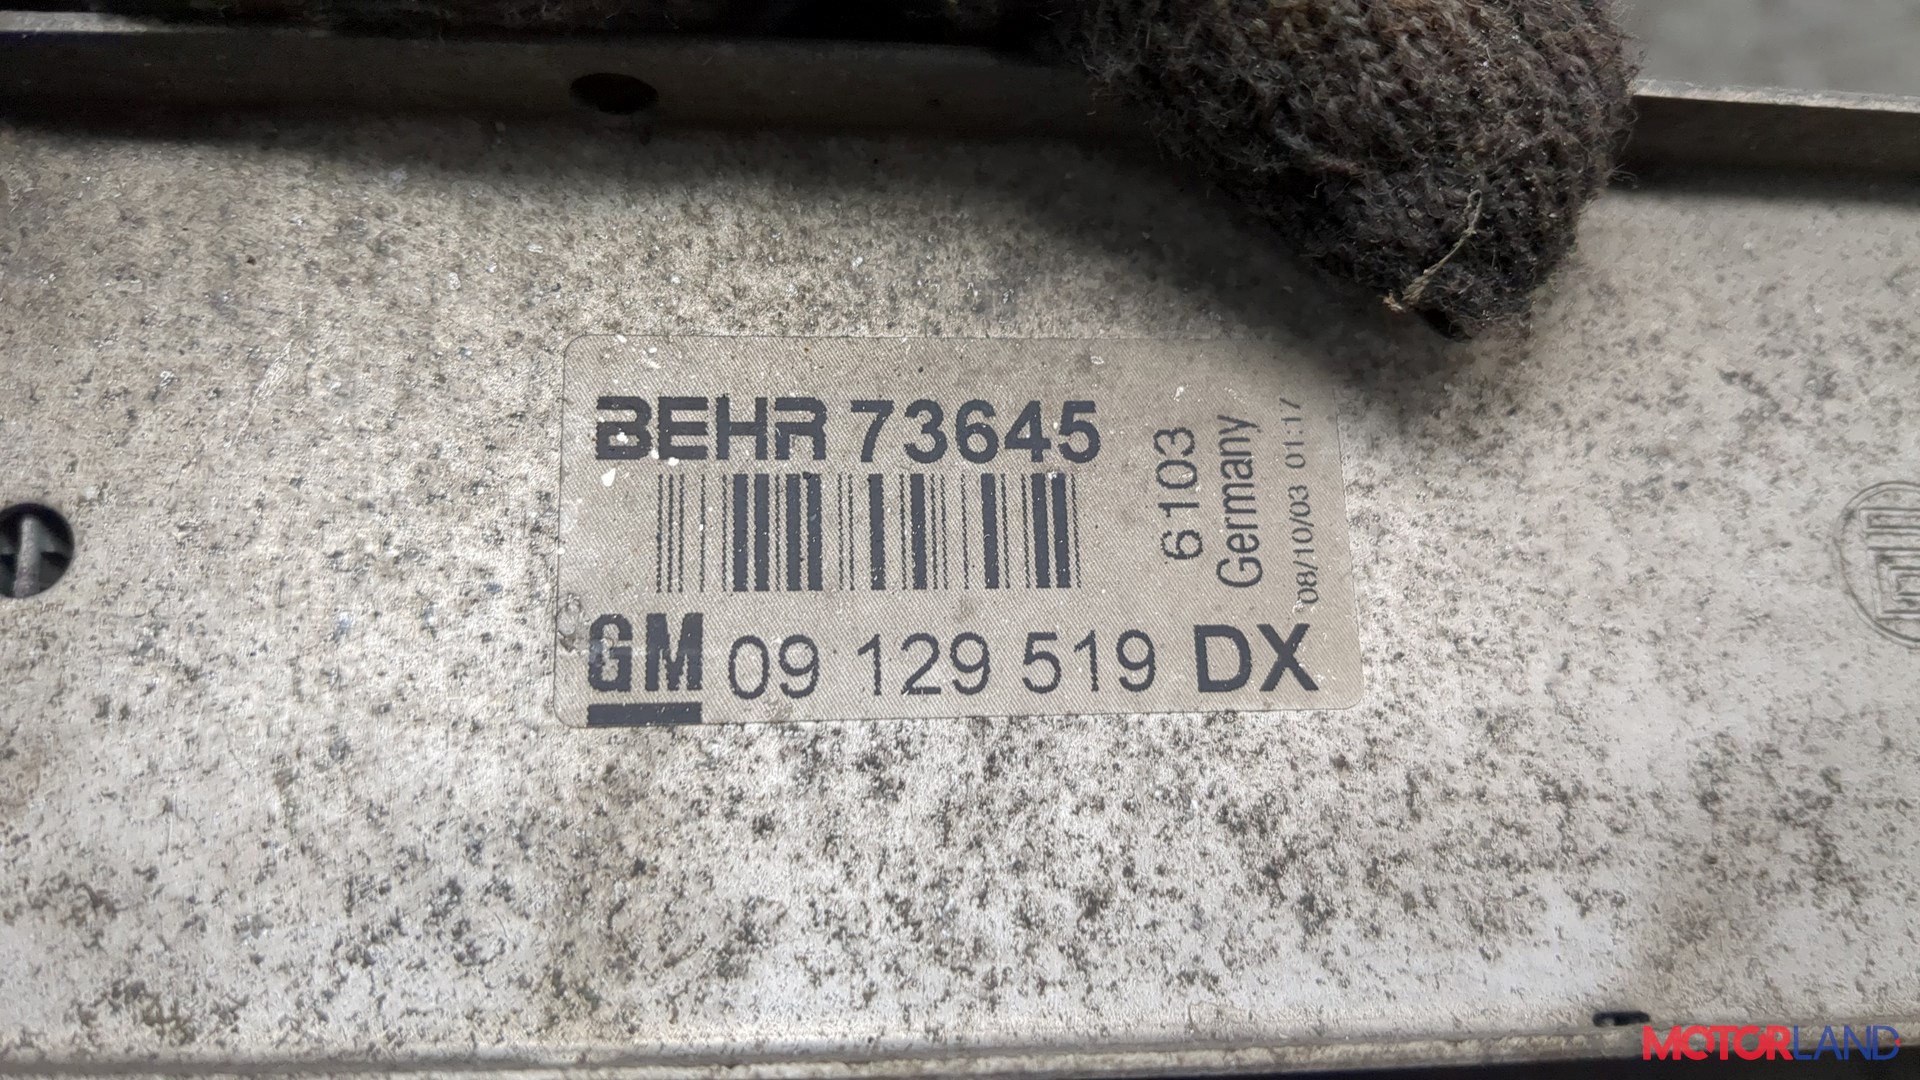 BEHR 73645
6103
Germany
08/10/03 01:17
GM 09 129 519 DX
MOTORLAND